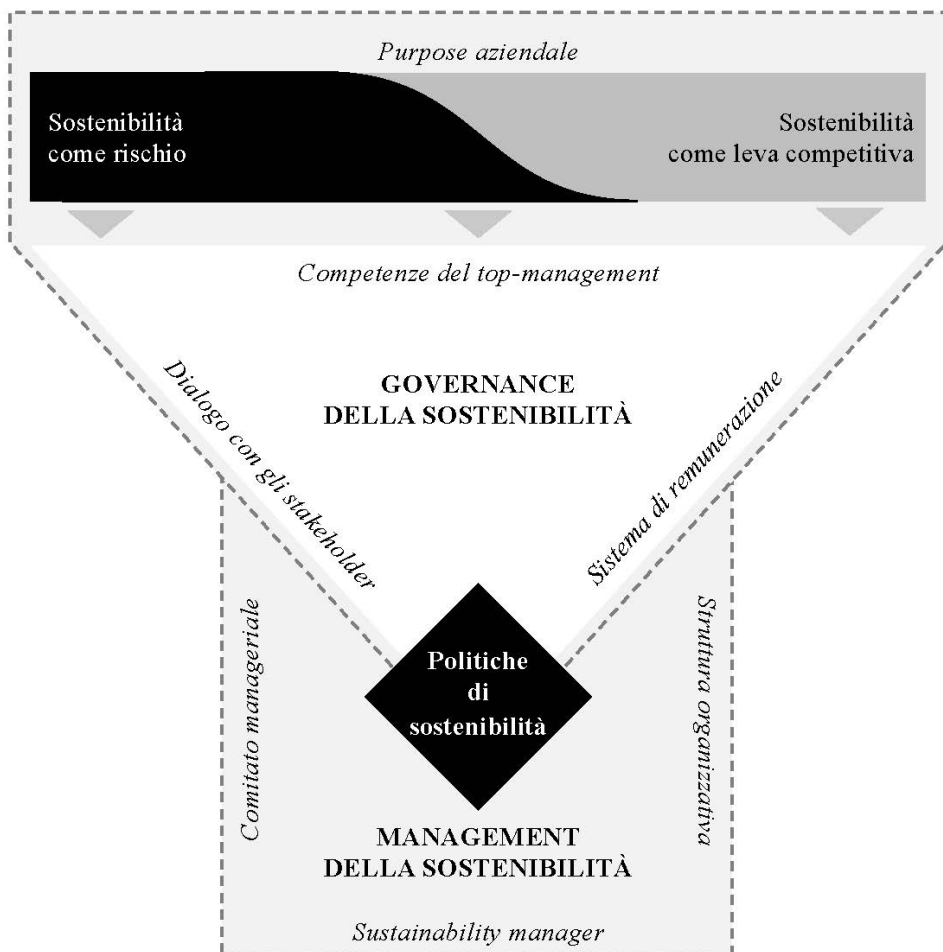 Purpose aziendale
Sostenibilità
come rischio
Sostenibilità
come leva competitiva
Competenze del top-management
GOVERNANCE
DELLA SOSTENIBILITÀ
Dialogo con gli stakeholder
Sistema di remunerazione
Comitato manageriale
Politiche
di
sostenibilità
Struttura organizzativa
MANAGEMENT
DELLA SOSTENIBILITÀ
Sustainability manager